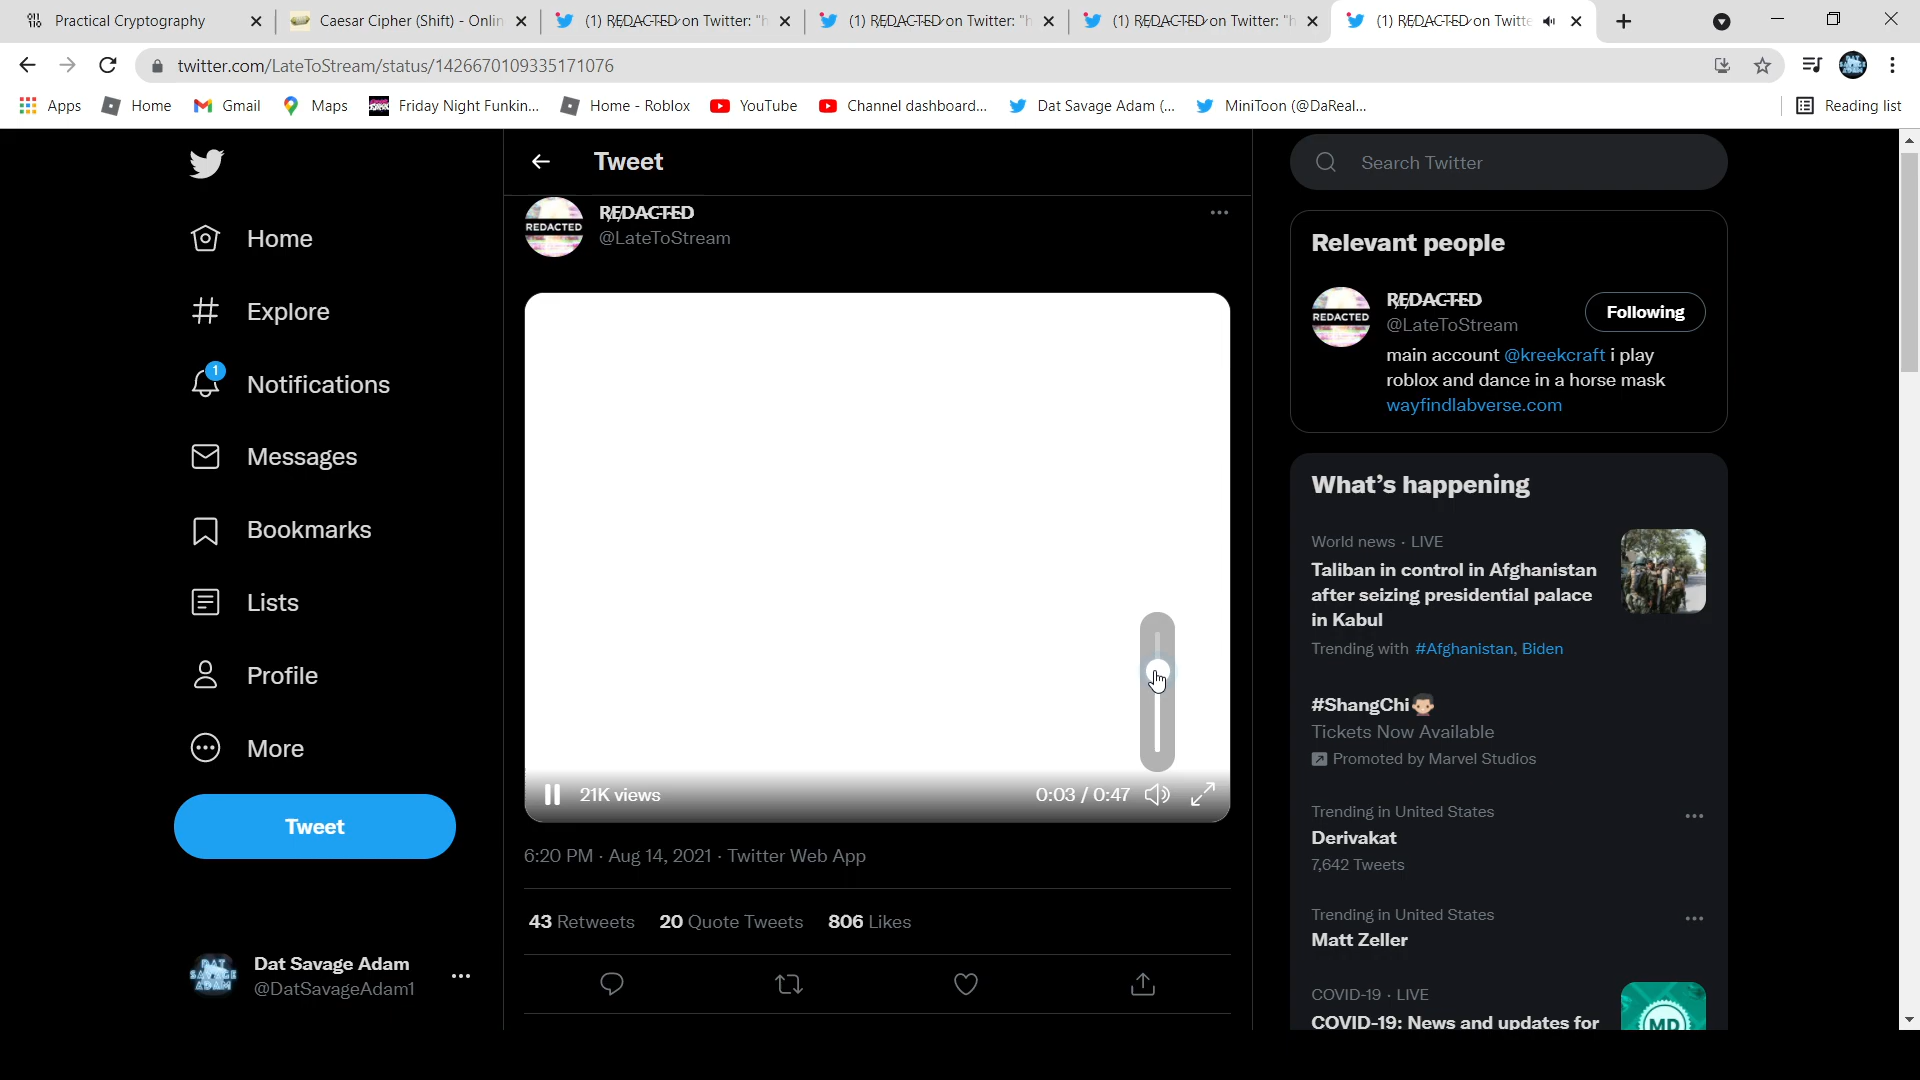 Practical Cryptography
Caesar Cipher (Shift) - Onlin
(1) REDACTED on Twitter: "h
(1) REDACTED on Twitter: "h
(1) REDACTED on Twitter: "h
(1) REDACTED on Twitte
twitter.com/LateToStream/status/1426670109335171076
Apps
Home
Gmail
Maps
Friday Night Funkin...
Home - Roblox
YouTube
Channel dashboard...
Dat Savage Adam (...
MiniToon (@DaReal...
Reading list
Home
Explore
1
Notifications
Messages
Bookmarks
Lists
Profile
More
Tweet
DAT SAVAGE ADAM
Dat Savage Adam
@DatSavageAdam1
Tweet
REDACTED
REDACTED
@LateToStream
21K views
0:03 / 0:47
6:20 PM · Aug 14, 2021 · Twitter Web App
43 Retweets 20 Quote Tweets 806 Likes
Search Twitter
Relevant people
REDACTED
REDACTED
@LateToStream
Following
main account @kreekcraft i play
roblox and dance in a horse mask
wayfindlabverse.com
What's happening
World news · LIVE
Taliban in control in Afghanistan
after seizing presidential palace
in Kabul
Trending with #Afghanistan, Biden
#ShangChi
Tickets Now Available
Promoted by Marvel Studios
Trending in United States
Derivakat
7,642 Tweets
Trending in United States
Matt Zeller
COVID-19 · LIVE
COVID-19: News and updates for
MD